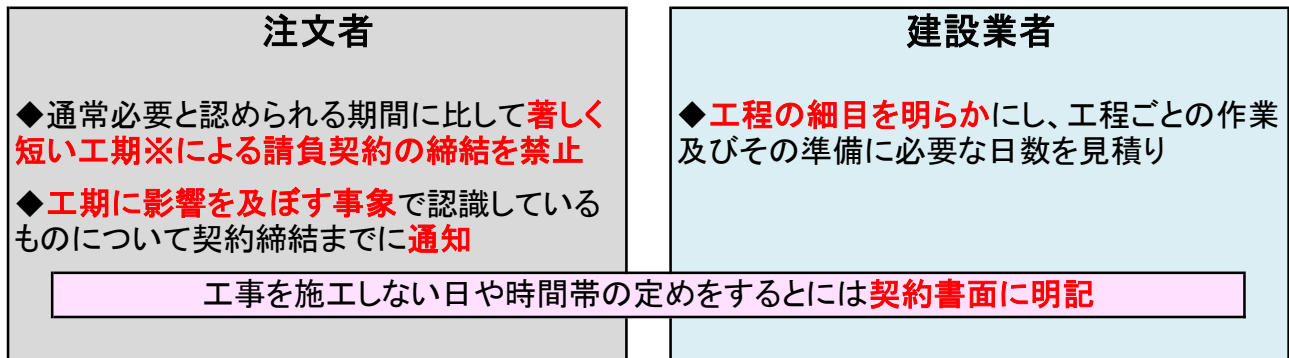 注文者
◆通常必要と認められる期間に比して著しく
短い工期※による請負契約の締結を禁止
◆工期に影響を及ぼす事象で認識している
ものについて契約締結までに通知
建設業者
◆工程の細目を明らかにし、工程ごとの作業
及びその準備に必要な日数を見積り
工事を施工しない日や時間帯の定めをするとには契約書面に明記